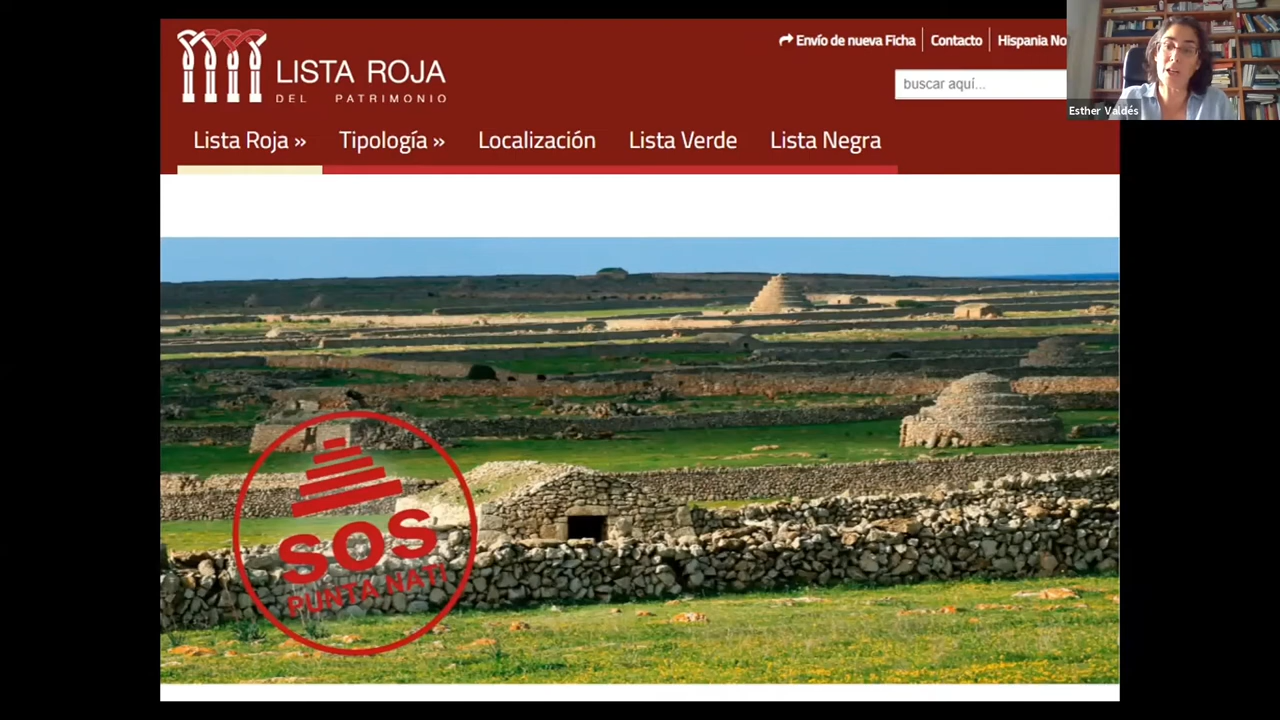 Envío de nueva Ficha
Contacto
Hispania No
LISTA ROJA
DEL PATRIMONIO
buscar aquí...
Esther Valdés
Lista Roja »
Tipología »
Localización
Lista Verde
Lista Negra
SOS
PUNTA NATI